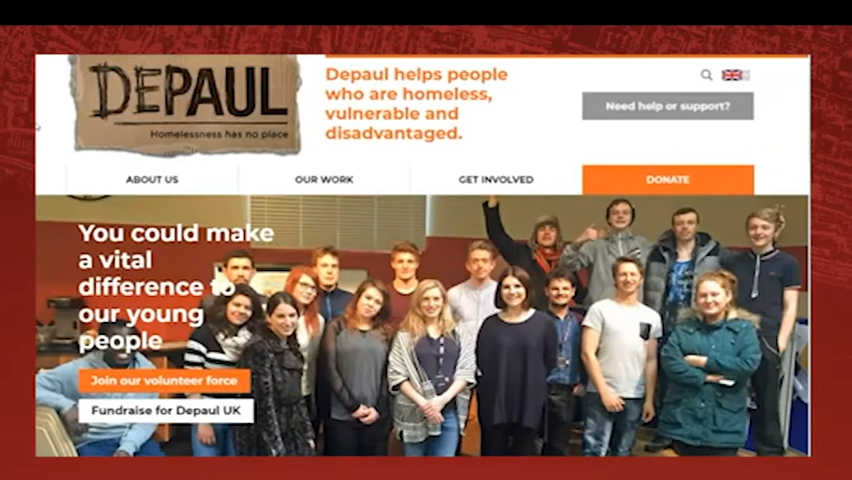 DEPAUL
Homelessness has no place
Depaul helps people
who are homeless,
vulnerable and
disadvantaged.
Need help or support?
ABOUT US
OUR WORK
GET INVOLVED
DONATE
You could make
a vital
difference to
our young
people
Join our volunteer force
Fundraise for Depaul UK